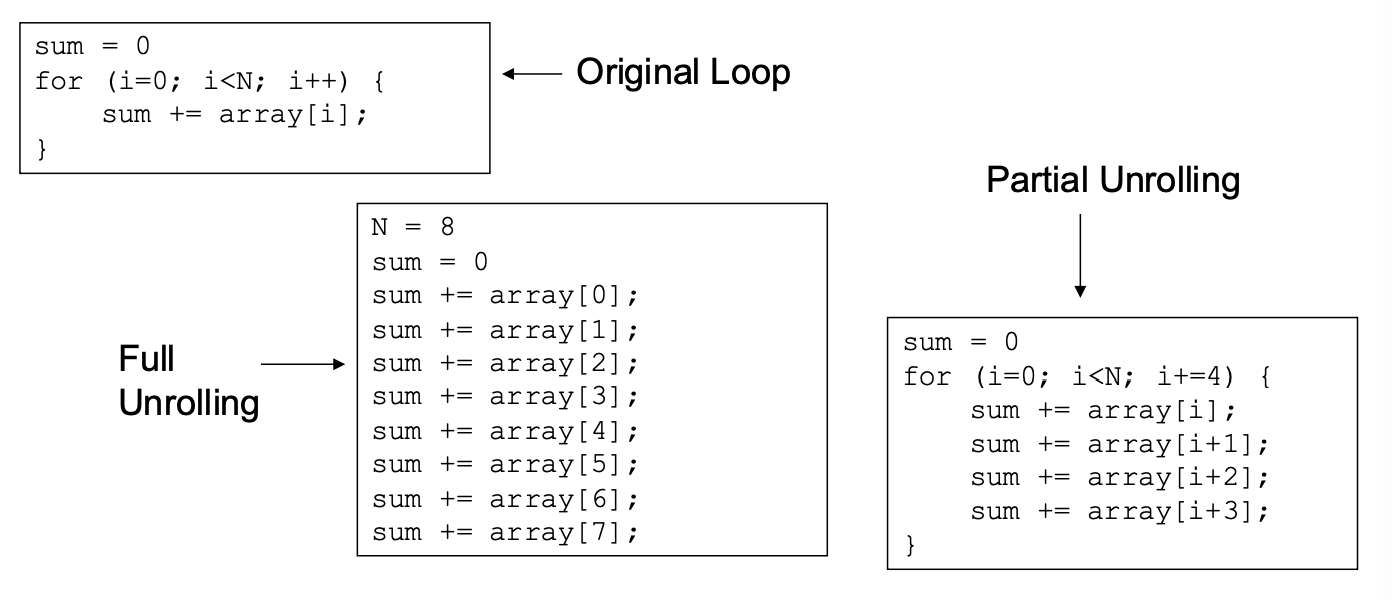 sum = 0
for (i=0; i<N; i++) {
    sum += array[i];
}
Original Loop
Partial Unrolling
N = 8
sum = 0
sum += array[0];
sum += array[1];
sum += array[2];
sum += array[3];
sum += array[4];
sum += array[5];
sum += array[6];
sum += array[7];
Full
Unrolling
sum = 0
for (i=0; i<N; i+=4) {
    sum += array[i];
    sum += array[i+1];
    sum += array[i+2];
    sum += array[i+3];
}